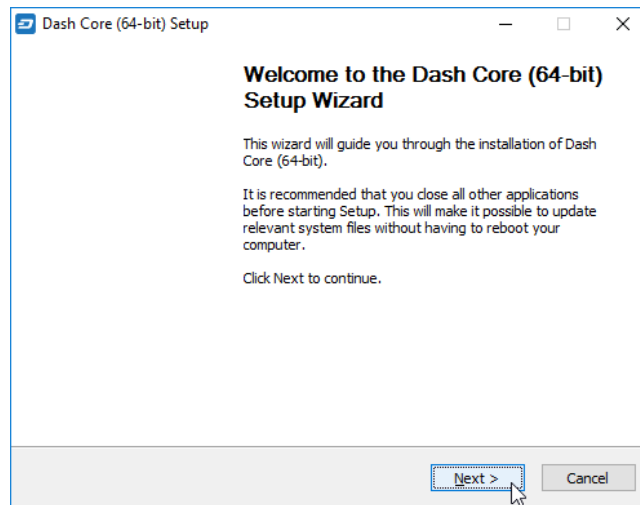 Dash Core (64-bit) Setup
Welcome to the Dash Core (64-bit)
Setup Wizard
This wizard will guide you through the installation of Dash
Core (64-bit).
It is recommended that you close all other applications
before starting Setup. This will make it possible to update
relevant system files without having to reboot your
computer.
Click Next to continue.
Next >
Cancel